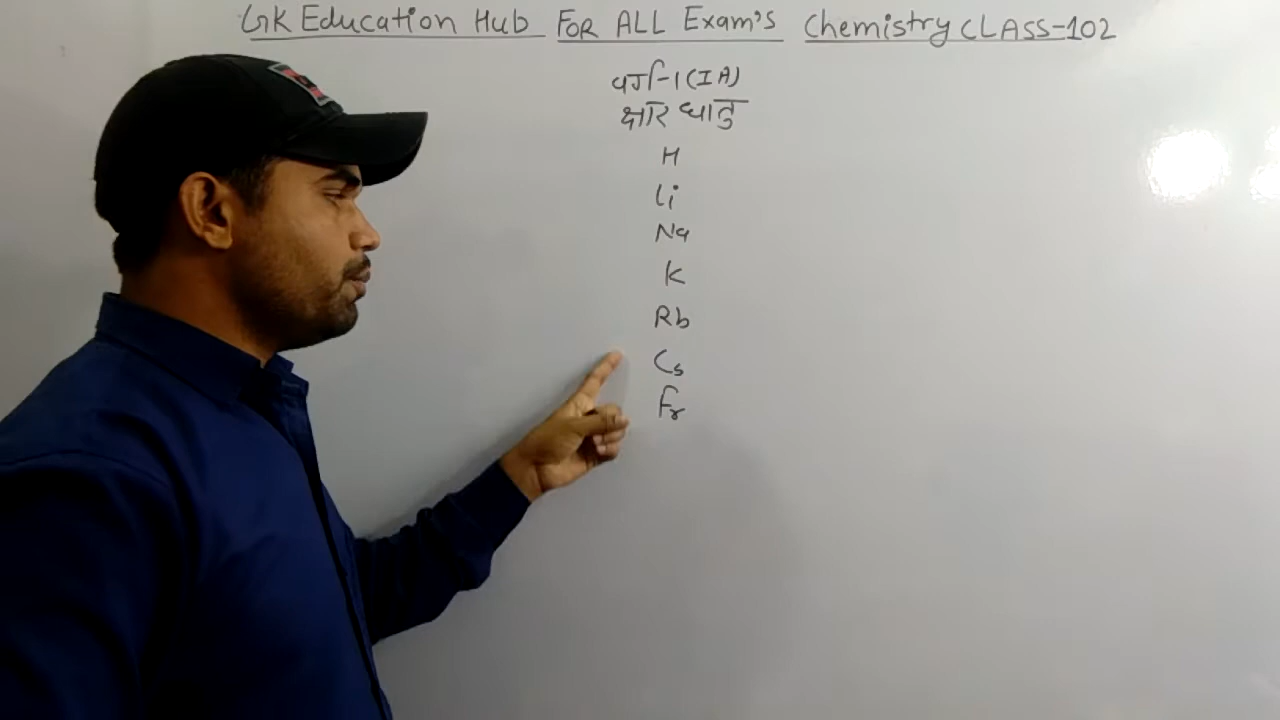 GK Education Hub FOR ALL Exam's Chemistry CLASS-102
वर्ग-1(IA)
क्षार धातु
H
Li
Na
K
Rb
Cs
Fr